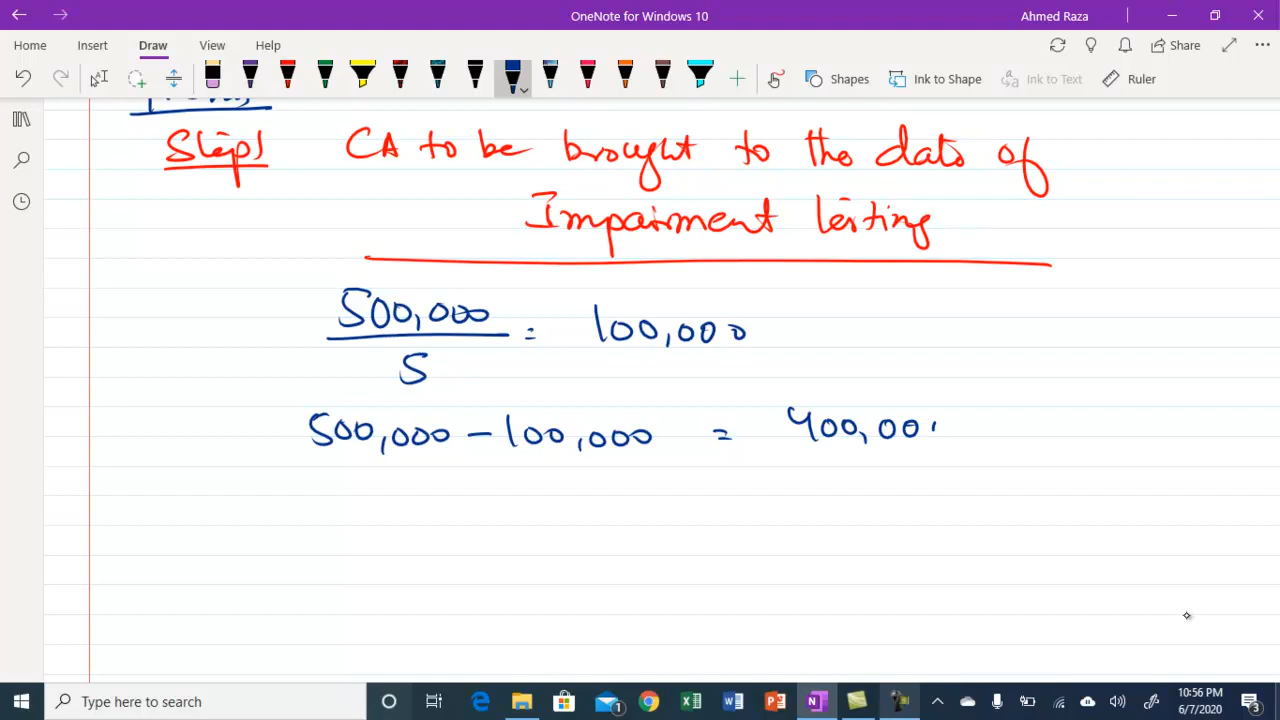 OneNote for Windows 10
Ahmed Raza
Home Insert Draw View Help
Share
Shapes Ink to Shape Ink to Text Ruler
Step1 CA to be brought to the date of
Impairment testing
500,000
5
= 100,000
500,000 - 100,000 = 400,00
Type here to search
1
10:56 PM
6/7/2020
3